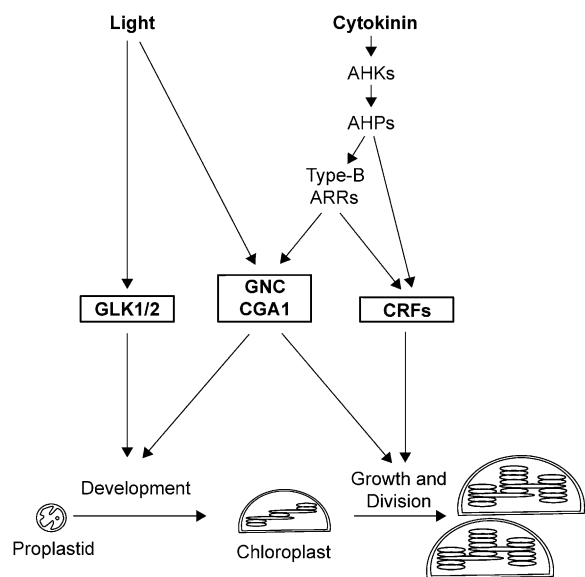 Light
Cytokinin
AHKs
AHPs
Type-B
ARRs
GLK1/2
GNC
CGA1
CRFs
Development
Growth and
Division
Proplastid
Chloroplast